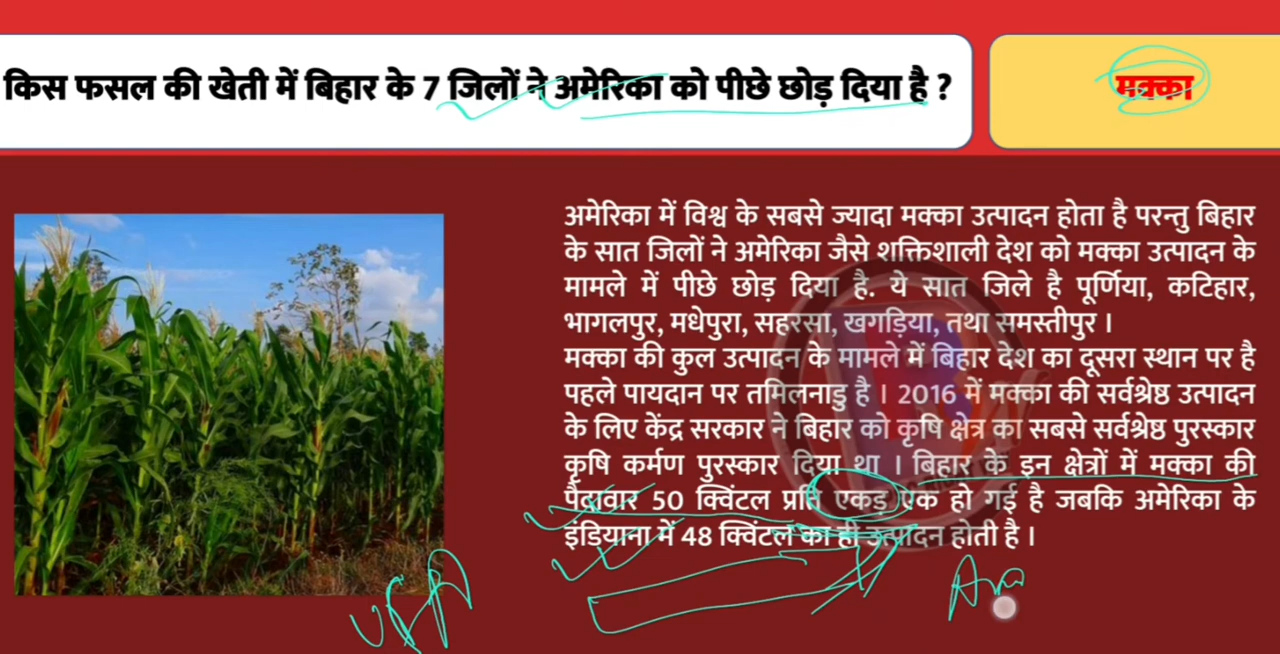 किस फसल की खेती में बिहार के 7 जिलों ने अमेरिका को पीछे छोड़ दिया है ?
मक्का
अमेरिका में विश्व के सबसे ज्यादा मक्का उत्पादन होता है परन्तु बिहार
के सात जिलों ने अमेरिका जैसे शक्तिशाली देश को मक्का उत्पादन के
मामले में पीछे छोड़ दिया है. ये सात जिले है पूर्णिया, कटिहार,
भागलपुर, मधेपुरा, सहरसा, खगड़िया, तथा समस्तीपुर ।
मक्का की कुल उत्पादन के मामले में बिहार देश का दूसरा स्थान पर है
पहले पायदान पर तमिलनाडु है । 2016 में मक्का की सर्वश्रेष्ठ उत्पादन
के लिए केंद्र सरकार ने बिहार को कृषि क्षेत्र का सबसे सर्वश्रेष्ठ पुरस्कार
कृषि कर्मण पुरस्कार दिया था । बिहार के इन क्षेत्रों में मक्का की
पैदावार 50 क्विंटल प्रति एकड़ एक हो गई है जबकि अमेरिका के
इंडियाना में 48 क्विंटल का ही उत्पादन होती है ।